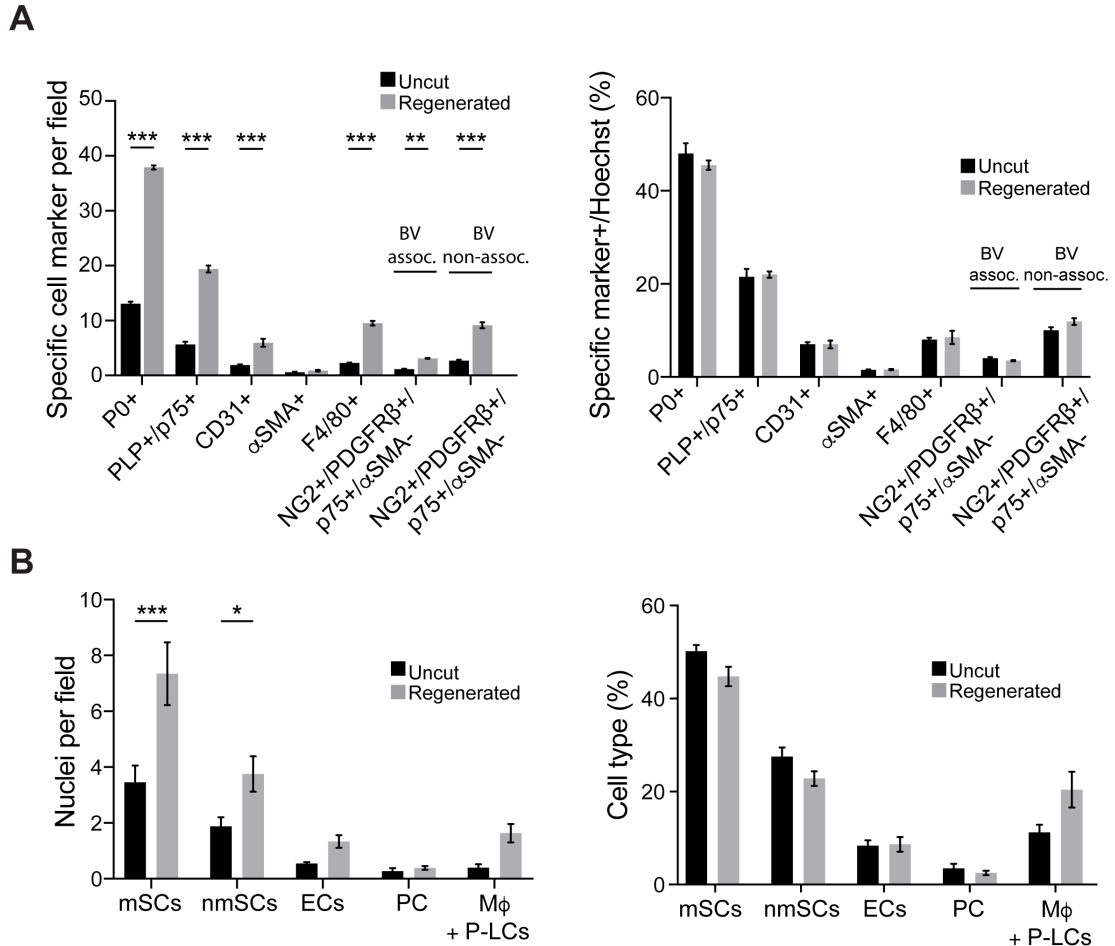 A
Specific cell marker per field
50
40
30
20
10
0
Uncut
Regenerated
***
***
***
***
**
***
BV
assoc.
BV
non-assoc.
P0+
PLP+/p75+
CD31+
αSMA+
F4/80+
NG2+/PDGFRβ+/
p75+/αSMA-
NG2+/PDGFRβ+/
p75+/αSMA-
Specific marker+/Hoechst (%)
60
40
20
0
Uncut
Regenerated
BV
assoc.
BV
non-assoc.
P0+
PLP+/p75+
CD31+
αSMA+
F4/80+
NG2+/PDGFRβ+/
p75+/αSMA-
NG2+/PDGFRβ+/
p75+/αSMA-
B
Nuclei per field
10
8
6
4
2
0
***
*
Uncut
Regenerated
mSCs
nmSCs
ECs
PC
Mϕ
+ P-LCs
Cell type (%)
60
40
20
0
Uncut
Regenerated
mSCs
nmSCs
ECs
PC
Mϕ
+ P-LCs